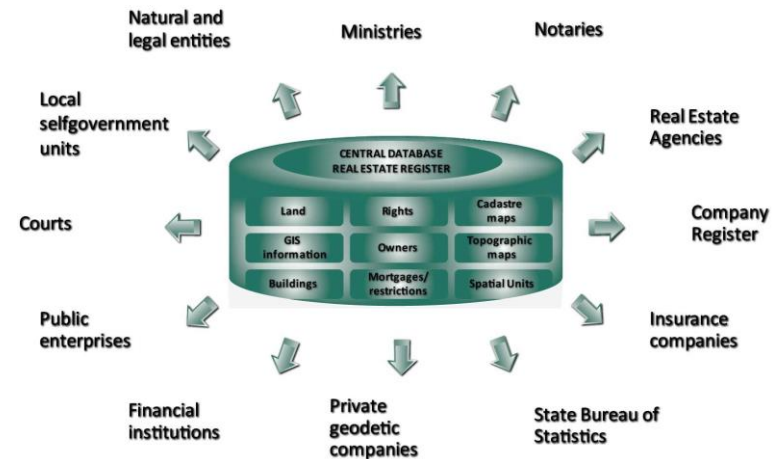 Natural and
legal entities
Ministries
Notaries
Local
selfgovernment
units
Real Estate
Agencies
CENTRAL DATABASE
REAL ESTATE REGISTER
Land
Rights
Cadastre
maps
Courts
Company
Register
GIS
information
Owners
Topographic
maps
Buildings
Mortgages/
restrictions
Spatial Units
Public
enterprises
Insurance
companies
Financial
institutions
Private
geodetic
companies
State Bureau of
Statistics